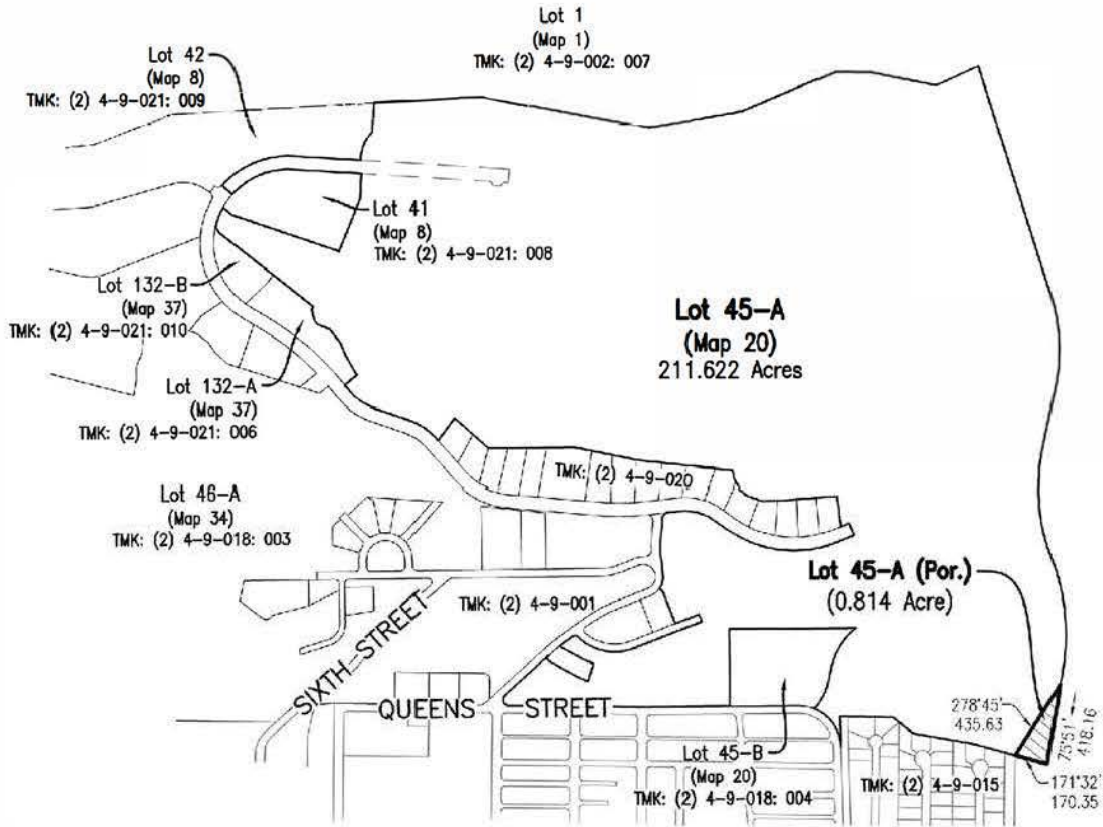 Lot 1
(Map 1)
TMK: (2) 4-9-002: 007
Lot 42
(Map 8)
TMK: (2) 4-9-021: 009
Lot 41
(Map 8)
TMK: (2) 4-9-021: 008
Lot 132-B
(Map 37)
TMK: (2) 4-9-021: 010
Lot 45-A
(Map 20)
211.622 Acres
Lot 132-A
(Map 37)
TMK: (2) 4-9-021: 006
TMK: (2) 4-9-020
Lot 46-A
(Map 34)
TMK: (2) 4-9-018: 003
Lot 45-A (Por.)
(0.814 Acre)
TMK: (2) 4-9-001
SIXTH STREET
QUEENS STREET
278°45'
435.63
75°51'
418.16
Lot 45-B
(Map 20)
TMK: (2) 4-9-018: 004
TMK: (2) 4-9-015
171°32'
170.35